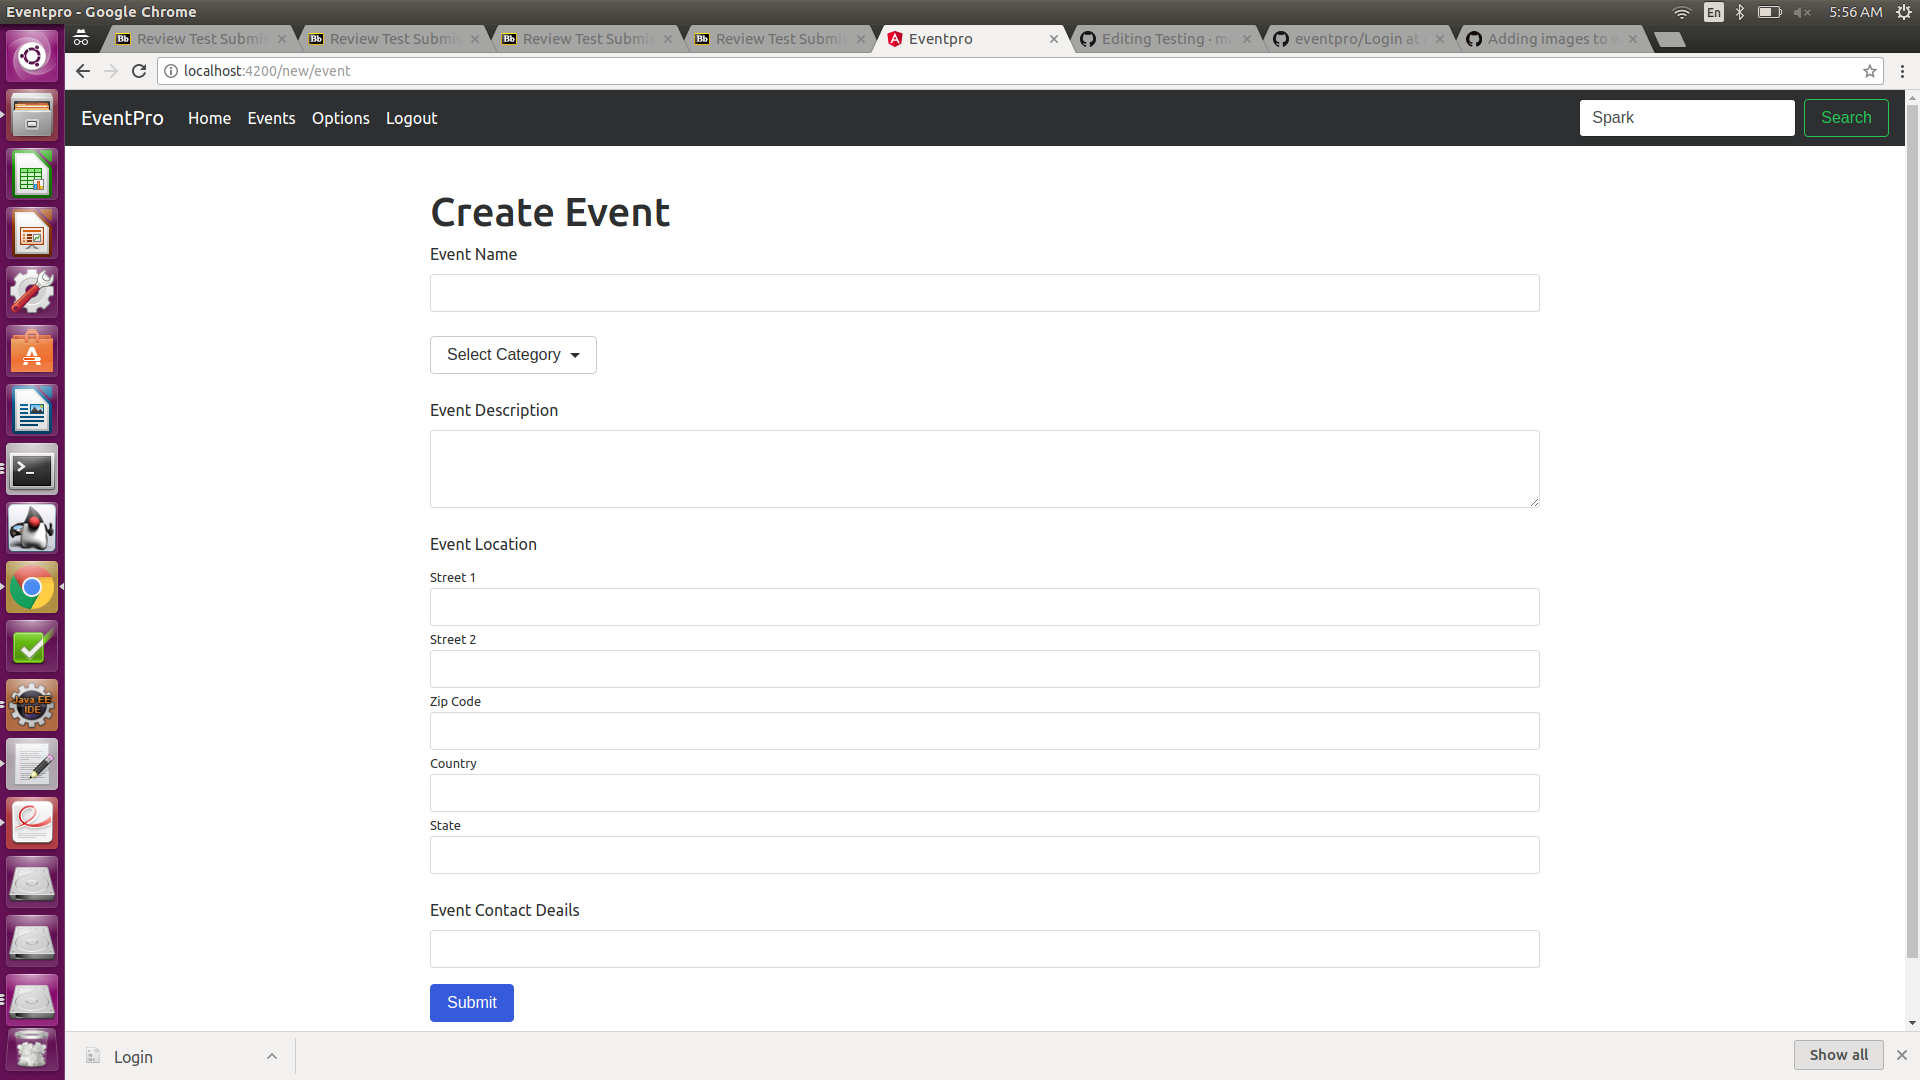 Eventpro - Google Chrome
En
5:56 AM
Review Test Submis
Review Test Submis
Review Test Submis
Review Test Submis
Eventpro
Editing Testing · ma
eventpro/Login at
Adding images to w
localhost:4200/new/event
EventPro Home Events Options Logout
Spark
Search
Create Event
Event Name
Select Category
Event Description
Event Location
Street 1
Street 2
Zip Code
Country
State
Event Contact Deails
Submit
Java EE
IDE
Login
Show all